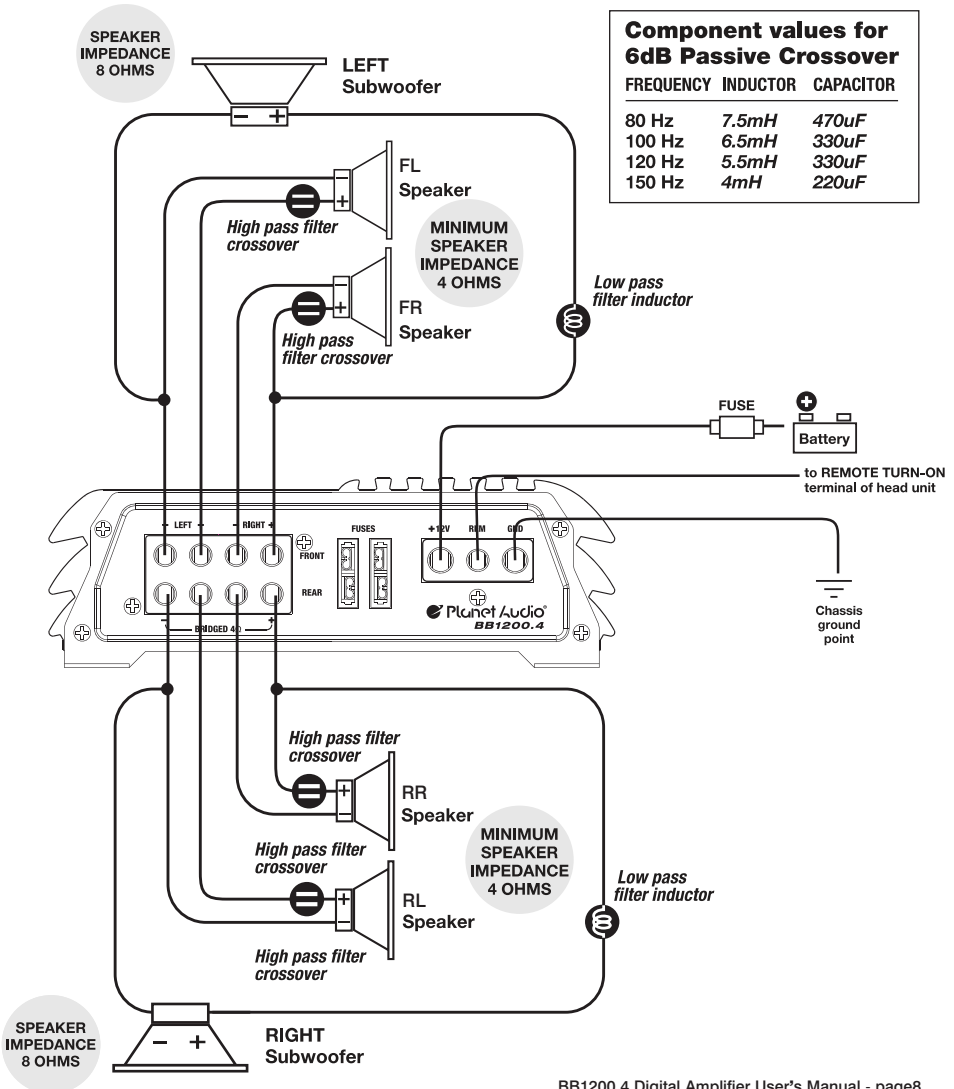 SPEAKER
IMPEDANCE
8 OHMS
LEFT
Subwoofer
− +
Component values for
6dB Passive Crossover
FREQUENCY INDUCTOR CAPACITOR
80 Hz 7.5mH 470uF
100 Hz 6.5mH 330uF
120 Hz 5.5mH 330uF
150 Hz 4mH 220uF
FL
Speaker
−
+
High pass filter
crossover
MINIMUM
SPEAKER
IMPEDANCE
4 OHMS
FR
Speaker
−
+
High pass
filter crossover
Low pass
filter inductor
FUSE
+
Battery
to REMOTE TURN-ON
terminal of head unit
− LEFT − − RIGHT +
FUSES
+12V REM GND
FRONT
REAR
− BRIDGED 4Ω +
Planet Audio®
BB1200.4
Chassis
ground
point
High pass filter
crossover
+
−
RR
Speaker
MINIMUM
SPEAKER
IMPEDANCE
4 OHMS
High pass filter
crossover
+
−
RL
Speaker
Low pass
filter inductor
High pass filter
crossover
SPEAKER
IMPEDANCE
8 OHMS
− +
RIGHT
Subwoofer
BB1200.4 Digital Amplifier User's Manual - page8